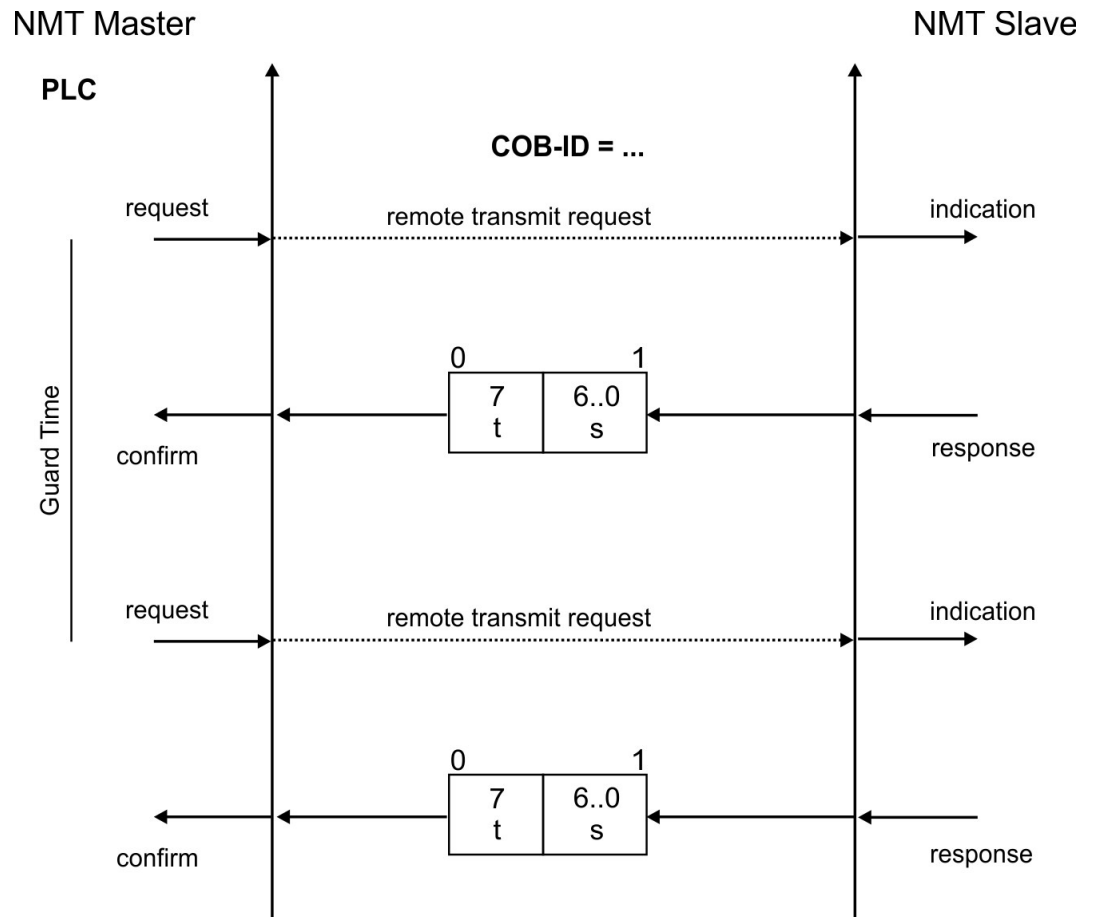 NMT Master
NMT Slave
PLC
COB-ID = ...
request
remote transmit request
indication
0 1
7 6..0
t s
confirm
response
Guard Time
request
remote transmit request
indication
0 1
7 6..0
t s
confirm
response